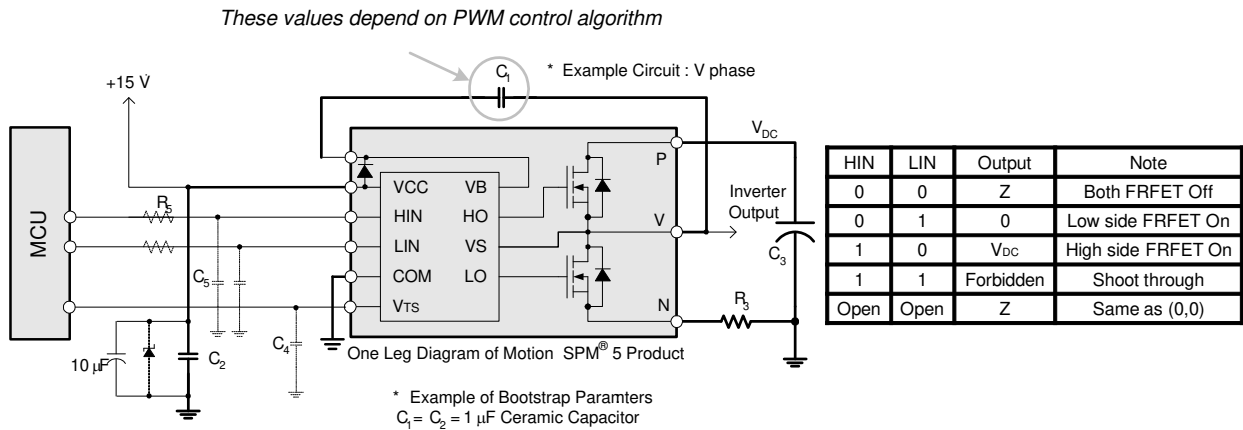 These values depend on PWM control algorithm
C1
* Example Circuit : V phase
+15 V
MCU
R5
C5
C4
10 μF
C2
VCC VB
HIN HO
LIN VS
COM LO
VTS
P
V
N
VDC
Inverter
Output
C3
R3
One Leg Diagram of Motion SPM® 5 Product
* Example of Bootstrap Paramters
C1 = C2 = 1 μF Ceramic Capacitor
HIN LIN Output Note
0 0 Z Both FRFET Off
0 1 0 Low side FRFET On
1 0 VDC High side FRFET On
1 1 Forbidden Shoot through
Open Open Z Same as (0,0)